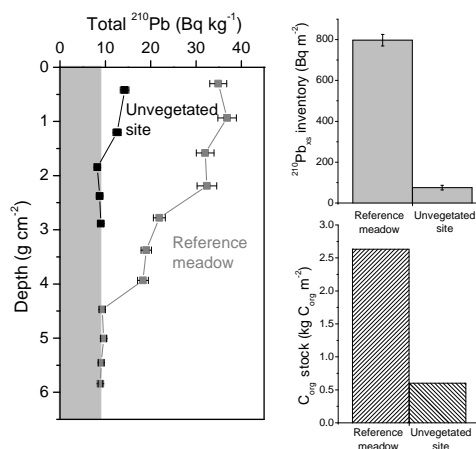 Total ²¹⁰Pb (Bq kg⁻¹)
0 10 20 30 40
0
1
2
3
4
5
6
Depth (g cm⁻²)
Unvegetated
site
Reference
meadow
²¹⁰Pbₓₛ inventory (Bq m⁻²)
800
600
400
200
0
Reference
meadow
Unvegetated
site
C_org stock (kg C_org m⁻²)
3.0
2.5
2.0
1.5
1.0
0.5
0.0
Reference
meadow
Unvegetated
site